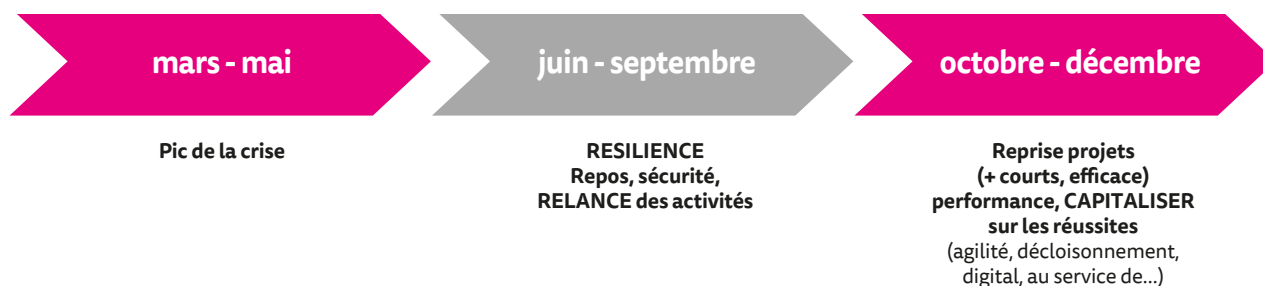 mars - mai
juin - septembre
octobre - décembre
Pic de la crise
RESILIENCE
Repos, sécurité,
RELANCE des activités
Reprise projets
(+ courts, efficace)
performance, CAPITALISER
sur les réussites
(agilité, décloisonnement,
digital, au service de...)